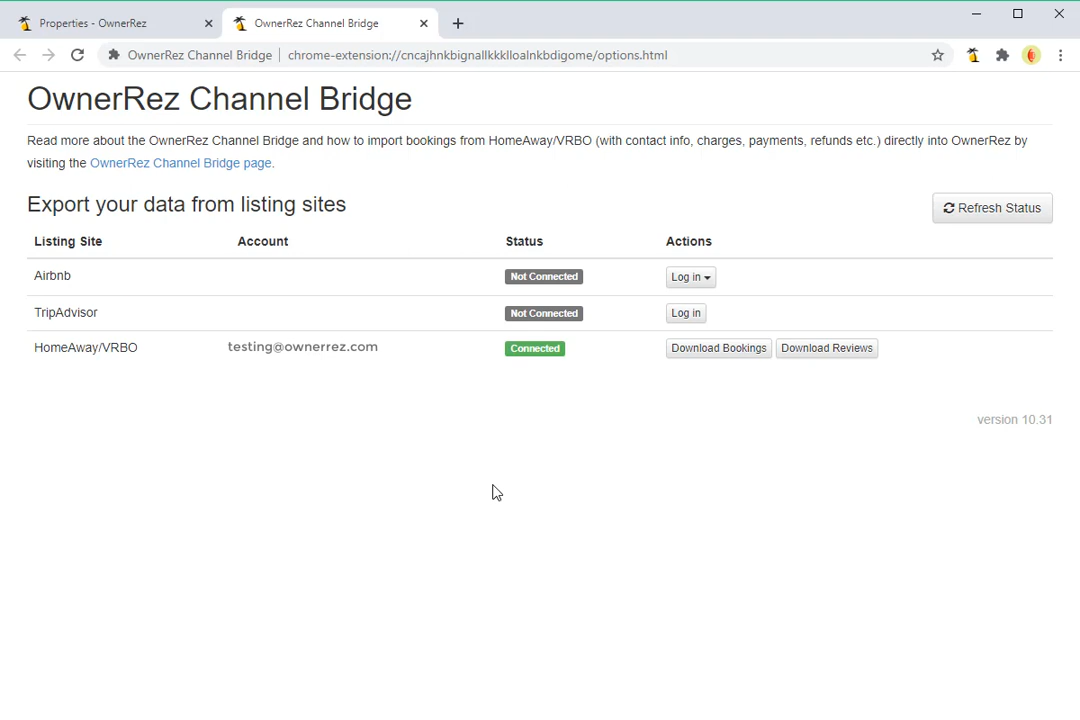 Properties - OwnerRez
OwnerRez Channel Bridge
OwnerRez Channel Bridge | chrome-extension://cncajhnkbignallkkklloalnkbdigome/options.html
OwnerRez Channel Bridge
Read more about the OwnerRez Channel Bridge and how to import bookings from HomeAway/VRBO (with contact info, charges, payments, refunds etc.) directly into OwnerRez by
visiting the OwnerRez Channel Bridge page.
Export your data from listing sites
Refresh Status
Listing Site Account Status Actions
Airbnb Not Connected Log in
TripAdvisor Not Connected Log in
HomeAway/VRBO testing@ownerrez.com Connected Download Bookings Download Reviews
version 10.31